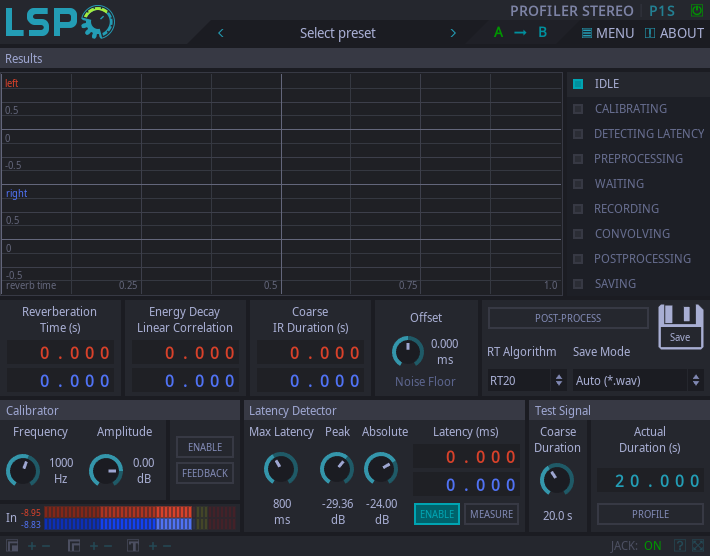 LSP
PROFILER STEREO P1S
Select preset
A B
MENU ABOUT
Results
left
0.5
0
-0.5
right
0.5
0
-0.5
reverb time 0.25 0.5 0.75 1.0
IDLE
CALIBRATING
DETECTING LATENCY
PREPROCESSING
WAITING
RECORDING
CONVOLVING
POSTPROCESSING
SAVING
Reverberation
Time (s)
0.000
0.000
Energy Decay
Linear Correlation
0.000
0.000
Coarse
IR Duration (s)
0.000
0.000
Offset
0.000
ms
Noise Floor
POST-PROCESS
Save
RT Algorithm Save Mode
RT20 Auto (*.wav)
Calibrator
Frequency Amplitude
1000
Hz
0.00
dB
ENABLE
FEEDBACK
In -8.95
-8.83
Latency Detector
Max Latency Peak Absolute
800
ms
-29.36
dB
-24.00
dB
Latency (ms)
0.000
0.000
ENABLE MEASURE
Test Signal
Coarse
Duration
20.0 s
Actual
Duration (s)
20.000
PROFILE
JACK: ON